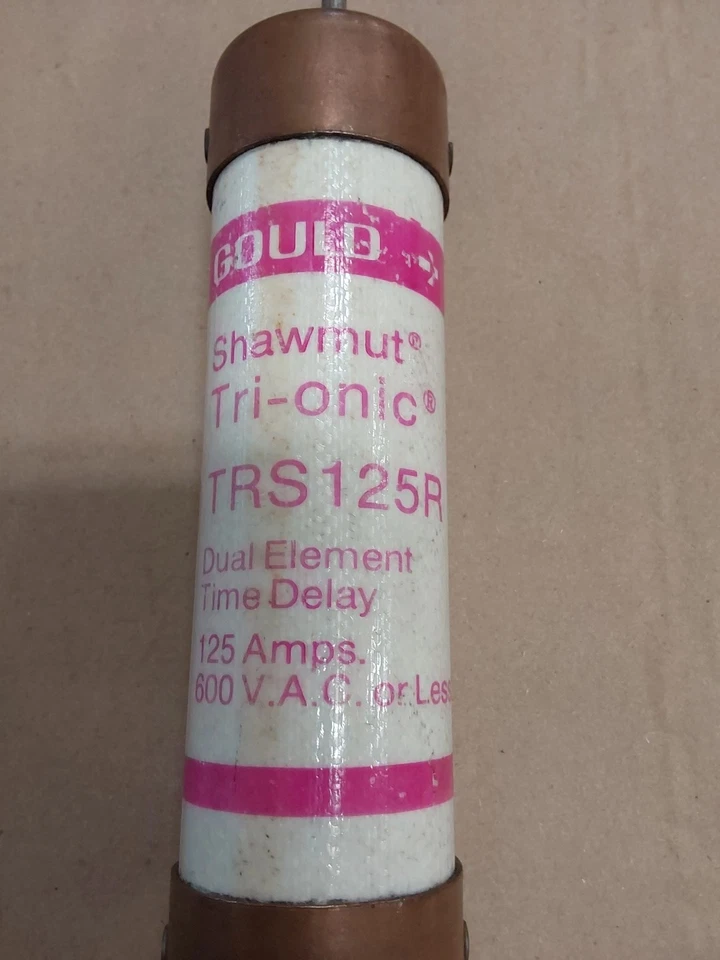 GOULD
Shawmut®
Tri-onic®
TRS125R
Dual Element
Time Delay
125 Amps.
600 V.A.C. or Less